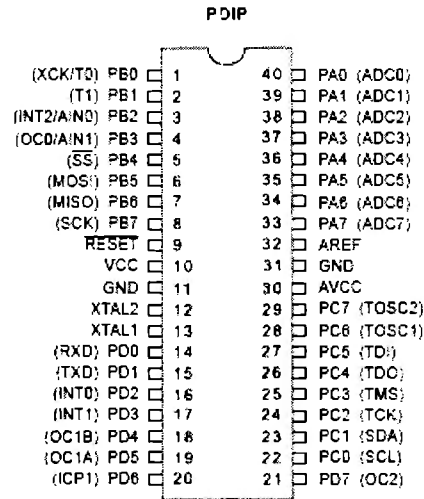 PDIP
(XCK/T0) PB0 1 40 PA0 (ADC0)
(T1) PB1 2 39 PA1 (ADC1)
(INT2/AIN0) PB2 3 38 PA2 (ADC2)
(OC0/AIN1) PB3 4 37 PA3 (ADC3)
(SS) PB4 5 36 PA4 (ADC4)
(MOSI) PB5 6 35 PA5 (ADC5)
(MISO) PB6 7 34 PA6 (ADC6)
(SCK) PB7 8 33 PA7 (ADC7)
RESET 9 32 AREF
VCC 10 31 GND
GND 11 30 AVCC
XTAL2 12 29 PC7 (TOSC2)
XTAL1 13 28 PC6 (TOSC1)
(RXD) PD0 14 27 PC5 (TDI)
(TXD) PD1 15 26 PC4 (TDO)
(INT0) PD2 16 25 PC3 (TMS)
(INT1) PD3 17 24 PC2 (TCK)
(OC1B) PD4 18 23 PC1 (SDA)
(OC1A) PD5 19 22 PC0 (SCL)
(ICP1) PD6 20 21 PD7 (OC2)